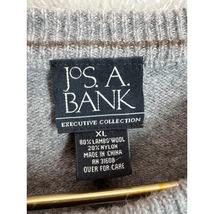 JOS. A.
BANK
EXECUTIVE COLLECTION
XL
80% LAMBS' WOOL
20% NYLON
MADE IN CHINA
RN 31608
OVER FOR CARE